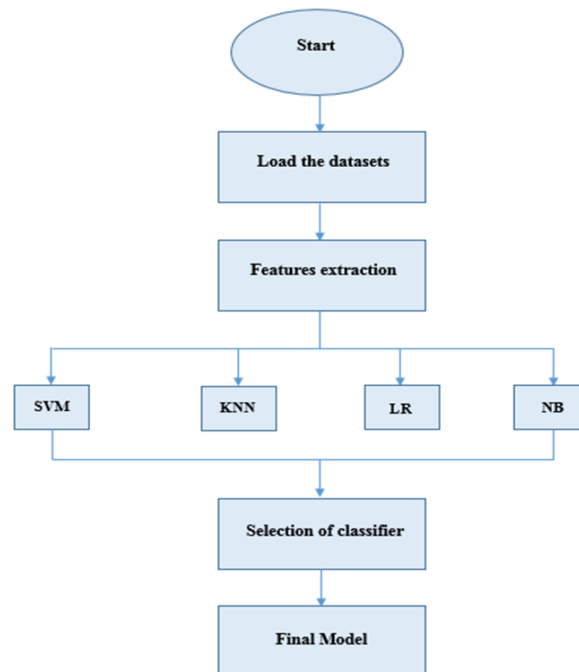 Start
Load the datasets
Features extraction
SVM
KNN
LR
NB
Selection of classifier
Final Model